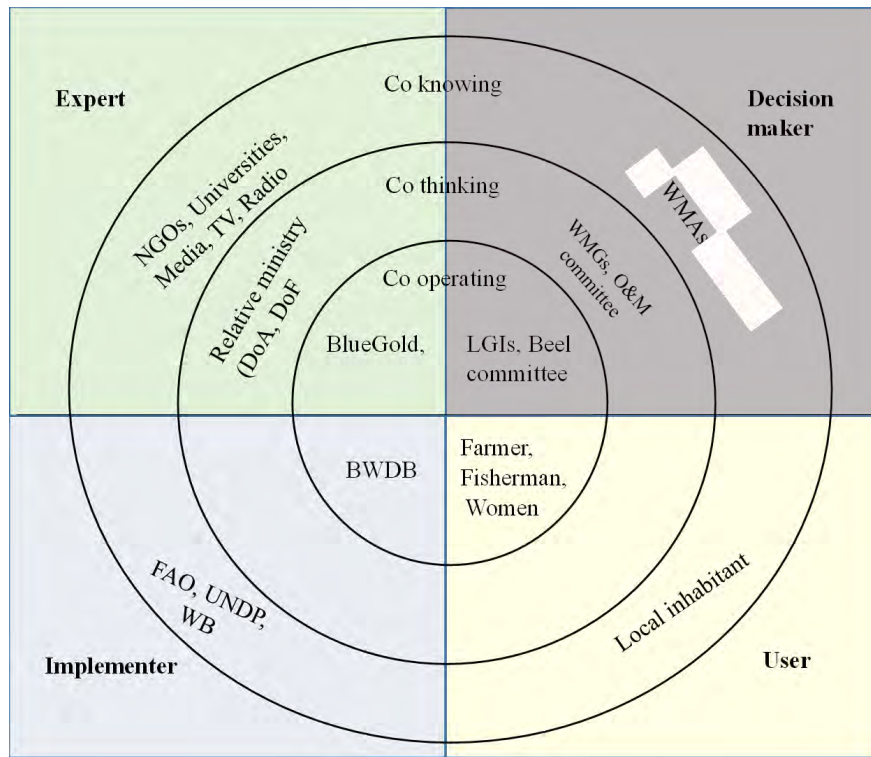 Expert
Decision
maker
Co knowing
NGOs, Universities,
Media, TV, Radio
Co thinking
WMAs
Relative ministry
(DoA, DoF
WMGs, O&M
committee
Co operating
BlueGold,
LGIs, Beel
committee
BWDB
Farmer,
Fisherman,
Women
FAO, UNDP,
WB
Local inhabitant
Implementer
User